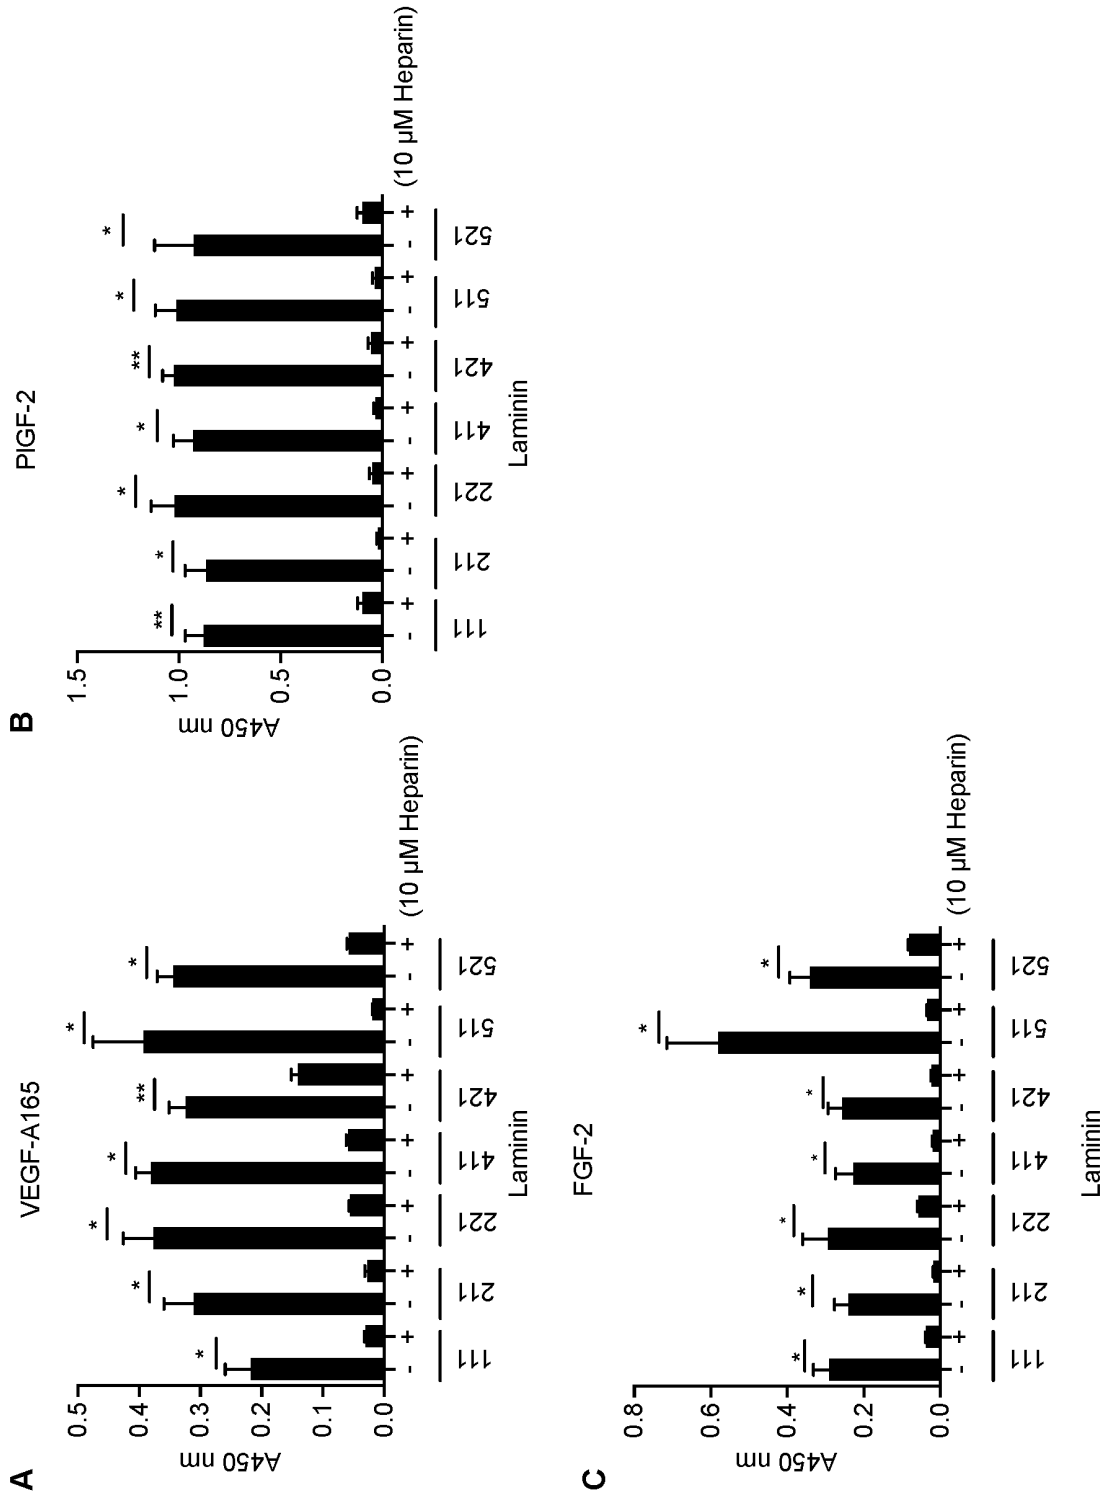 A
VEGF-A165
A450 nm
0.5
0.4
0.3
0.2
0.1
0.0
* * * * ** * *
- + - + - + - + - + - + - + (10 µM Heparin)
111 211 221 411 421 511 521
Laminin
B
PlGF-2
A450 nm
1.5
1.0
0.5
0.0
** * * * ** * *
- + - + - + - + - + - + - + (10 µM Heparin)
111 211 221 411 421 511 521
Laminin
C
FGF-2
A450 nm
0.8
0.6
0.4
0.2
0.0
* * * * * * *
- + - + - + - + - + - + - + (10 µM Heparin)
111 211 221 411 421 511 521
Laminin